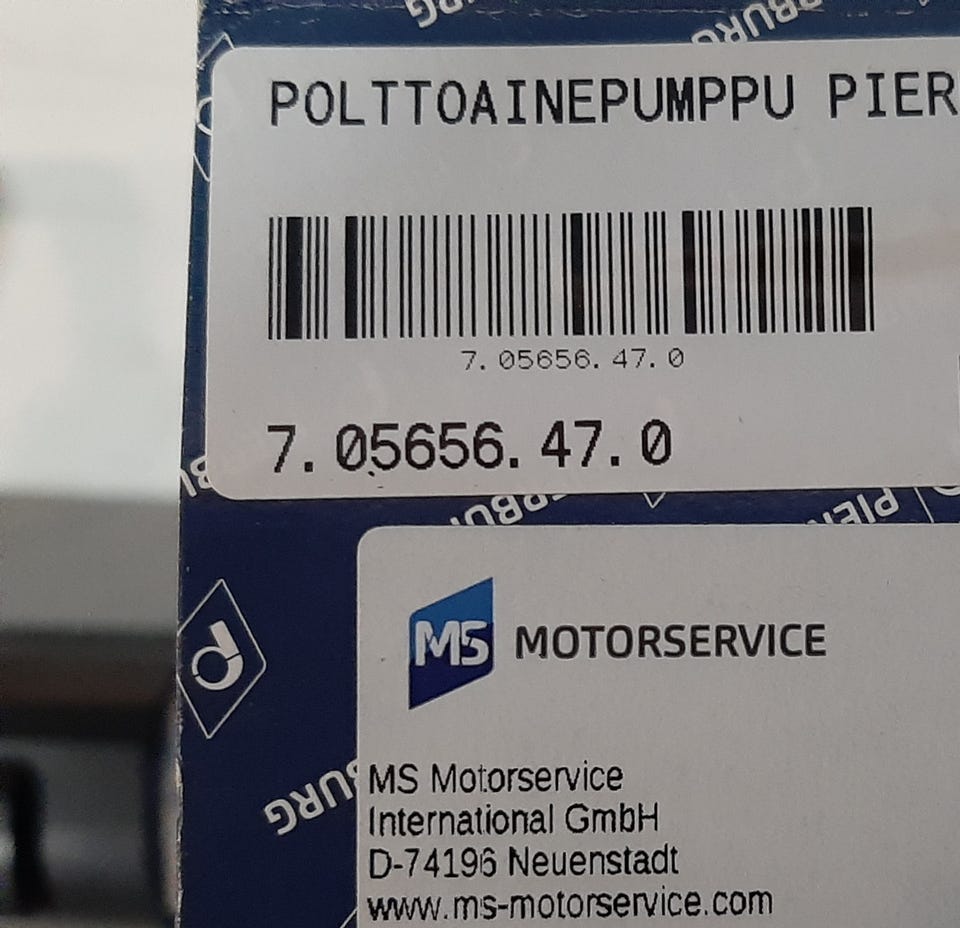 POLTTOAINEPUMPPU PIER
7.05656.47.0
7.05656.47.0
MS MOTORSERVICE
MS Motorservice
International GmbH
D-74196 Neuenstadt
www.ms-motorservice.com